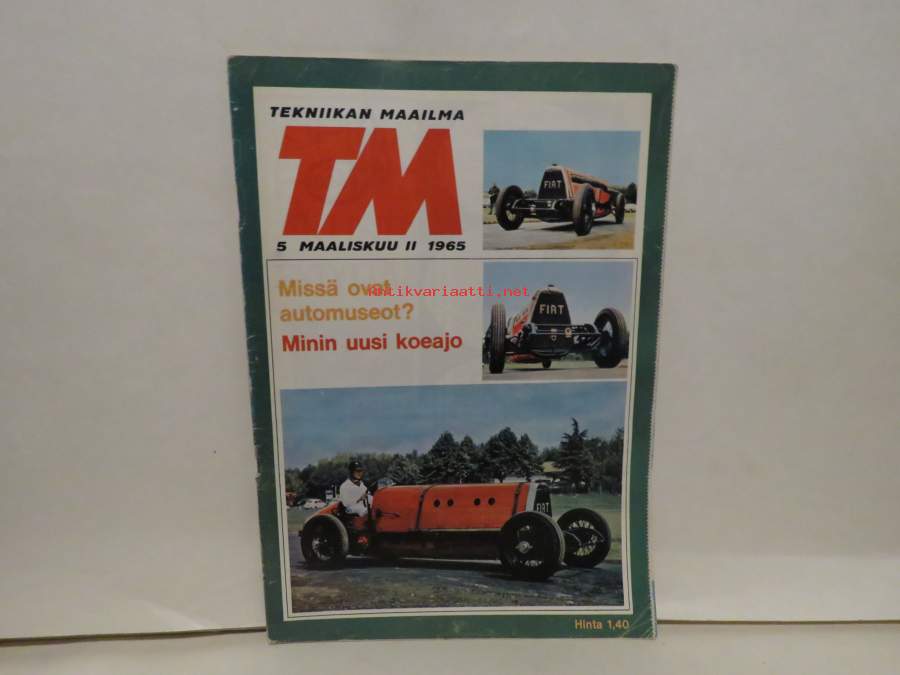 TEKNIIKAN MAAILMA
TM
5 MAALISKUU II 1965
FIAT
Missä ovat
automuseot?
Minin uusi koeajo
antikvariaatti.net
FIAT
FIAT
Hinta 1,40